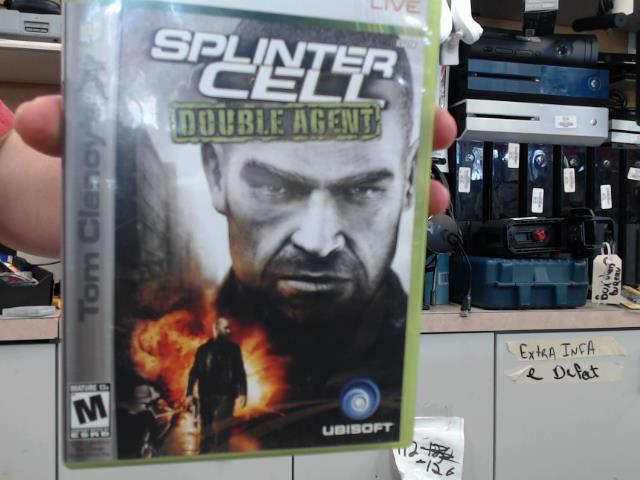 LIVE
SPLINTER
CELL
DOUBLE AGENT
Tom Clancy's
MATURE 17+
M
ESRB
UBISOFT
EXTRA INFA
& Defect